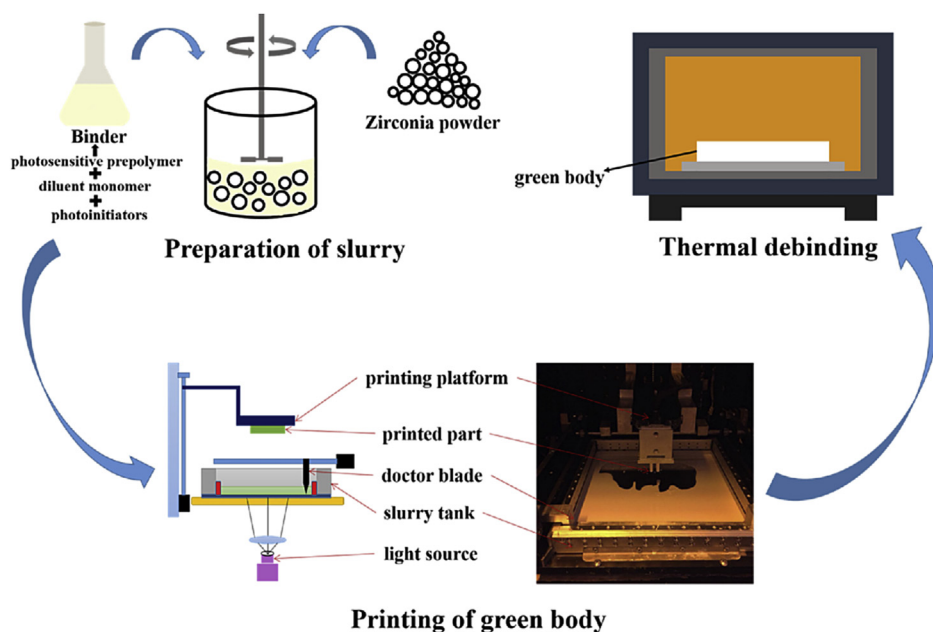 Binder
photosensitive prepolymer
+
diluent monomer
+
photoinitiators
Zirconia powder
Preparation of slurry
green body
Thermal debinding
printing platform
printed part
doctor blade
slurry tank
light source
Printing of green body